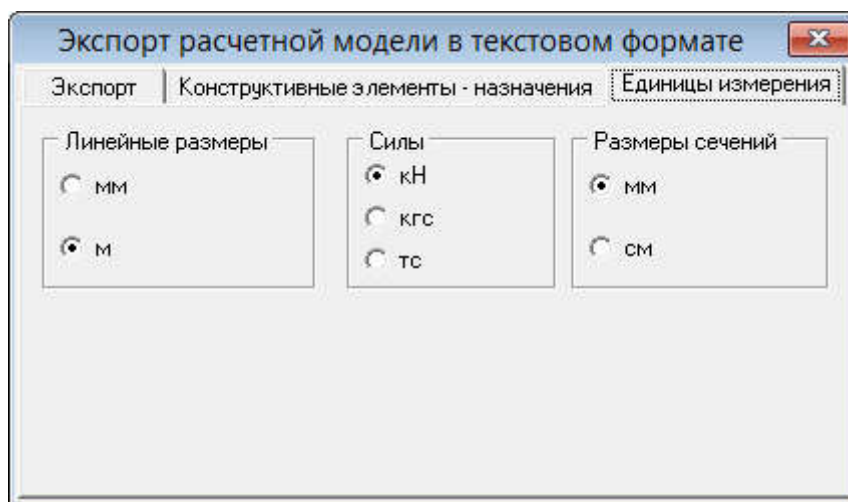 Экспорт расчетной модели в текстовом формате
Экспорт Конструктивные элементы - назначения Единицы измерения
Линейные размеры Силы Размеры сечений
мм кН мм
кгс
м тс см